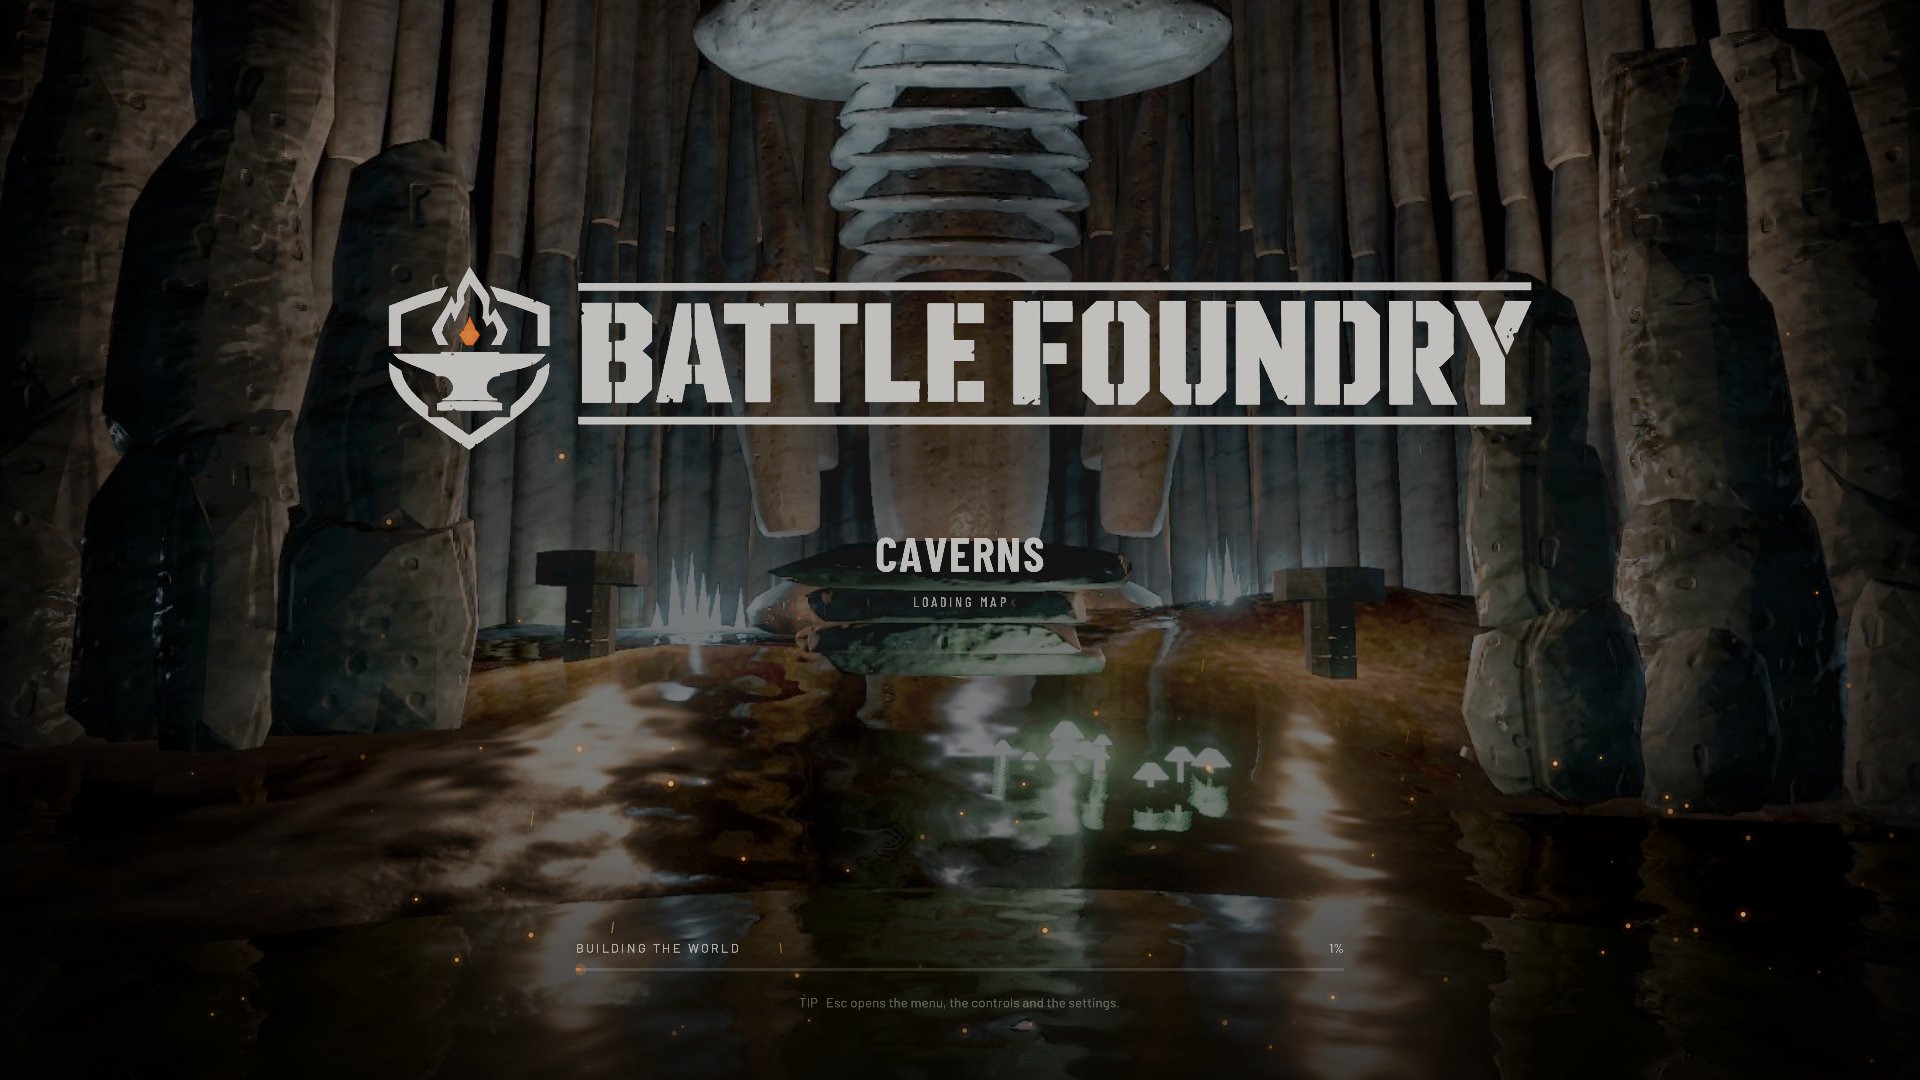 BATTLE FOUNDRY
CAVERNS
LOADING MAP
BUILDING THE WORLD 1%
TIP Esc opens the menu, the controls and the settings.